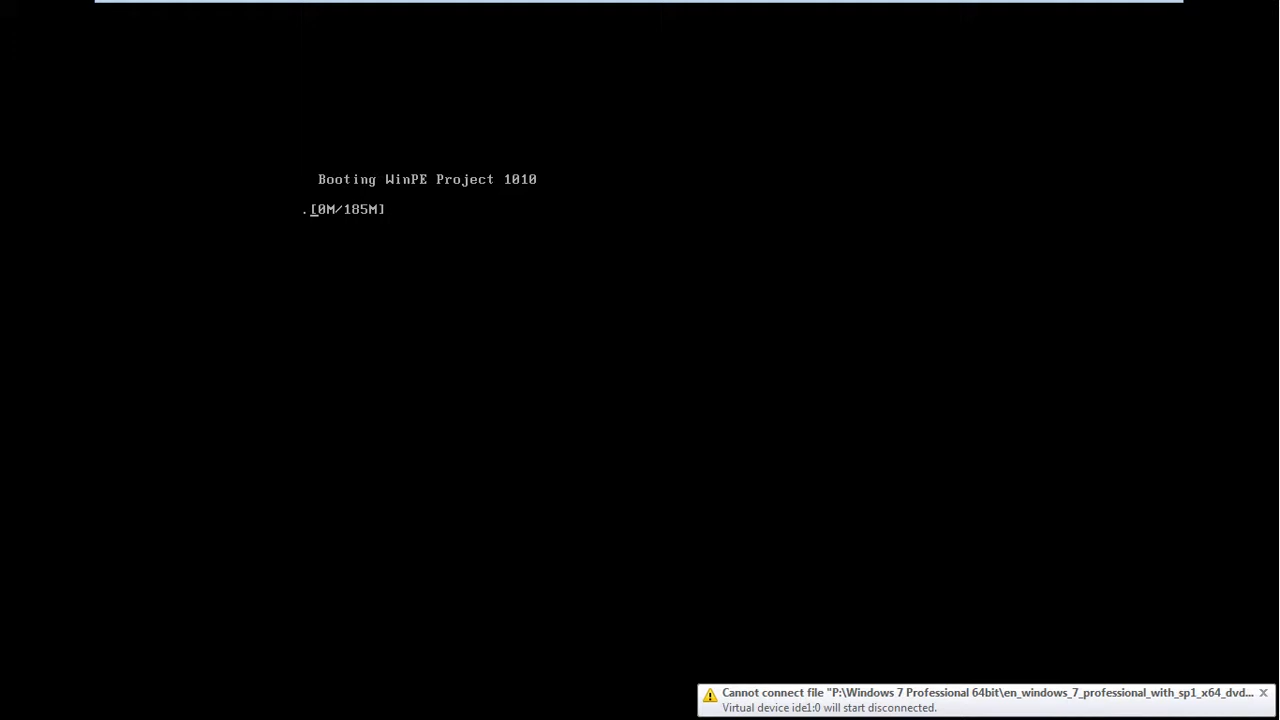 Booting WinPE Project 1010
.[0M/185M]
Cannot connect file "P:\Windows 7 Professional 64bit\en_windows_7_professional_with_sp1_x64_dvd...
Virtual device ide1:0 will start disconnected.